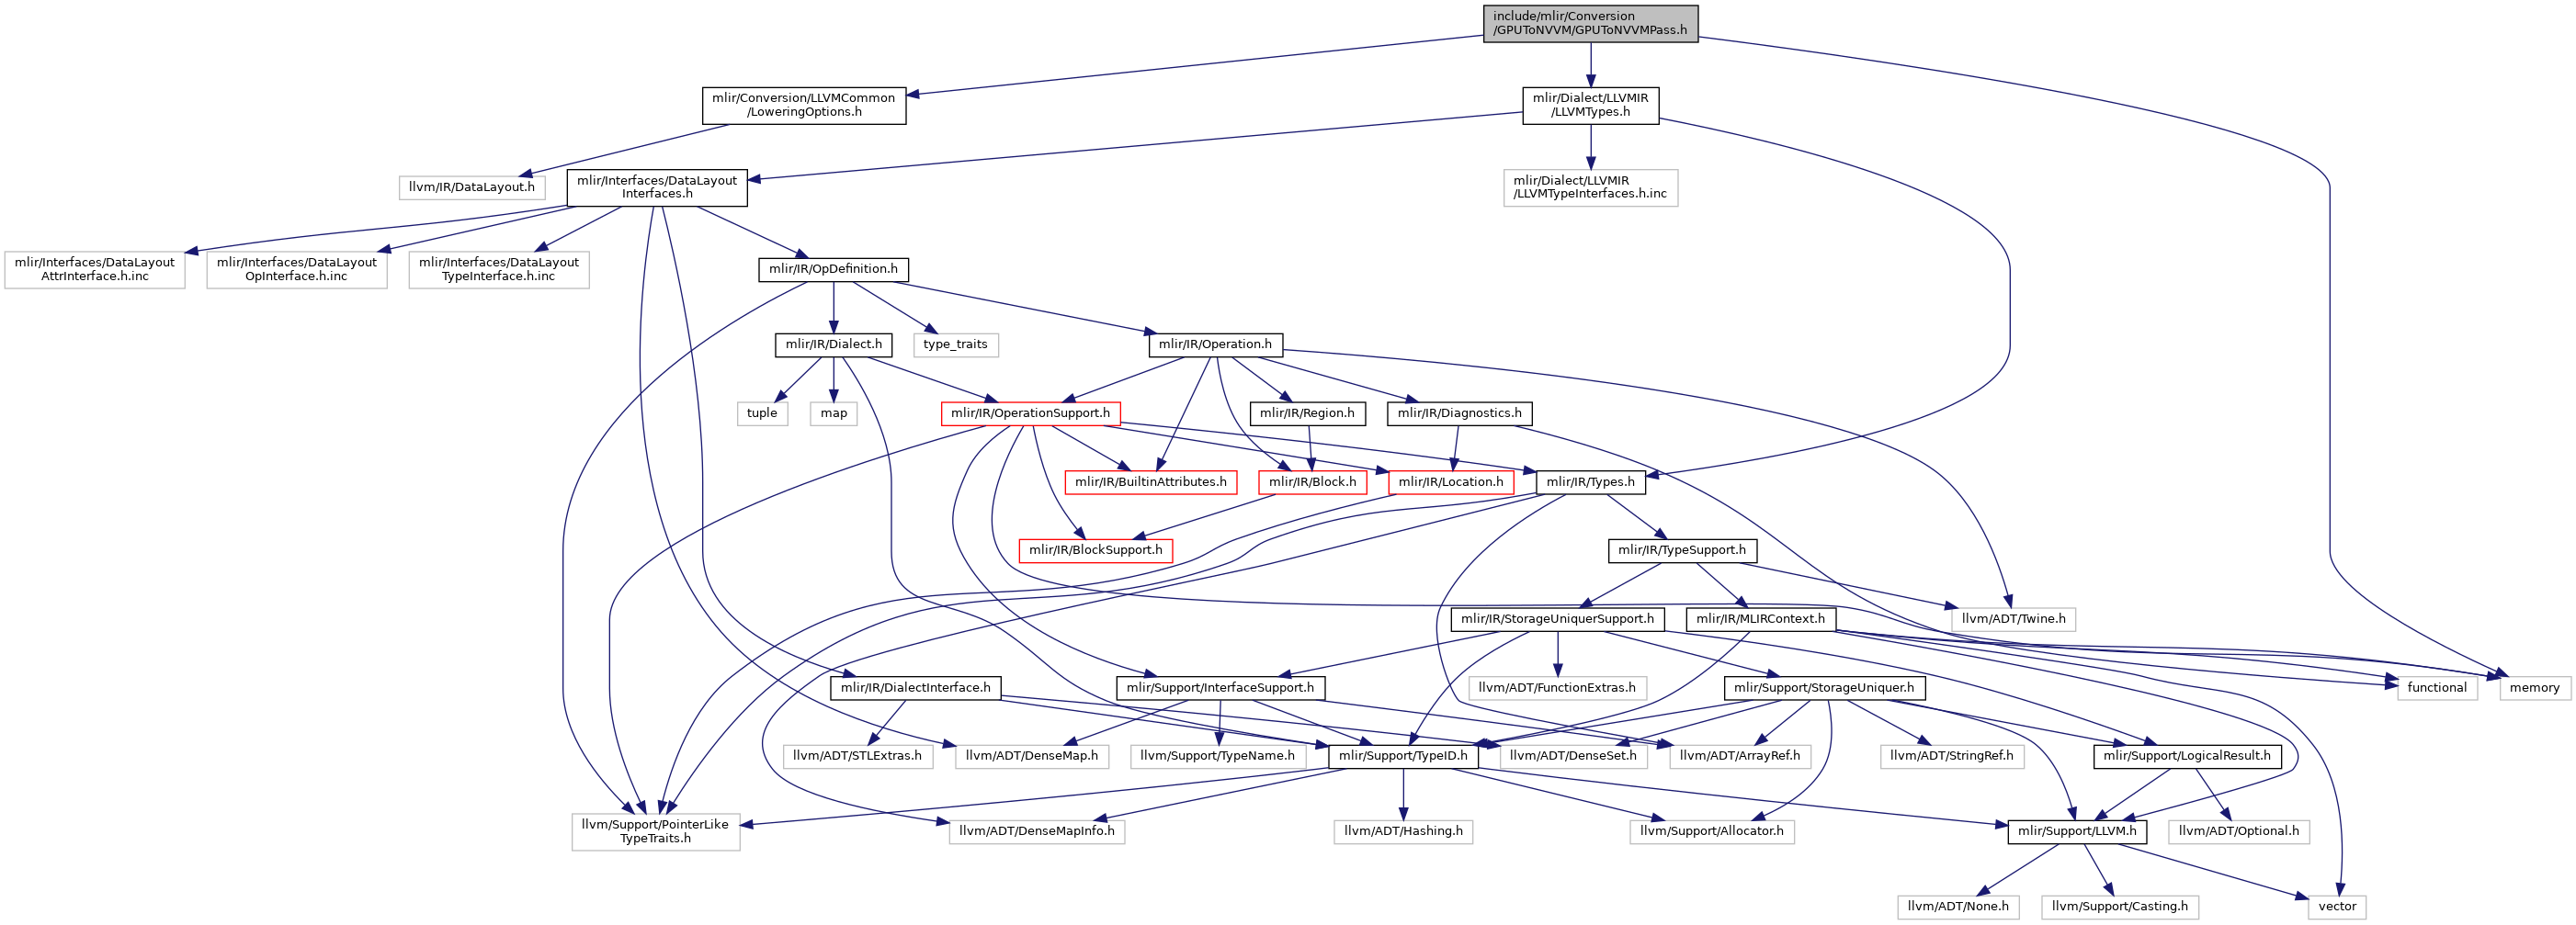 include/mlir/Conversion
/GPUToNVVM/GPUToNVVMPass.h
mlir/Conversion/LLVMCommon
/LoweringOptions.h
mlir/Dialect/LLVMIR
/LLVMTypes.h
llvm/IR/DataLayout.h
mlir/Interfaces/DataLayout
Interfaces.h
mlir/Dialect/LLVMIR
/LLVMTypeInterfaces.h.inc
mlir/Interfaces/DataLayout
AttrInterface.h.inc
mlir/Interfaces/DataLayout
OpInterface.h.inc
mlir/Interfaces/DataLayout
TypeInterface.h.inc
mlir/IR/OpDefinition.h
mlir/IR/Dialect.h
type_traits
mlir/IR/Operation.h
tuple
map
mlir/IR/OperationSupport.h
mlir/IR/Region.h
mlir/IR/Diagnostics.h
mlir/IR/BuiltinAttributes.h
mlir/IR/Block.h
mlir/IR/Location.h
mlir/IR/Types.h
mlir/IR/BlockSupport.h
mlir/IR/TypeSupport.h
mlir/IR/StorageUniquerSupport.h
mlir/IR/MLIRContext.h
llvm/ADT/Twine.h
mlir/IR/DialectInterface.h
mlir/Support/InterfaceSupport.h
llvm/ADT/FunctionExtras.h
mlir/Support/StorageUniquer.h
functional
memory
llvm/ADT/STLExtras.h
llvm/ADT/DenseMap.h
llvm/Support/TypeName.h
mlir/Support/TypeID.h
llvm/ADT/DenseSet.h
llvm/ADT/ArrayRef.h
llvm/ADT/StringRef.h
mlir/Support/LogicalResult.h
llvm/Support/PointerLike
TypeTraits.h
llvm/ADT/DenseMapInfo.h
llvm/ADT/Hashing.h
llvm/Support/Allocator.h
mlir/Support/LLVM.h
llvm/ADT/Optional.h
llvm/ADT/None.h
llvm/Support/Casting.h
vector